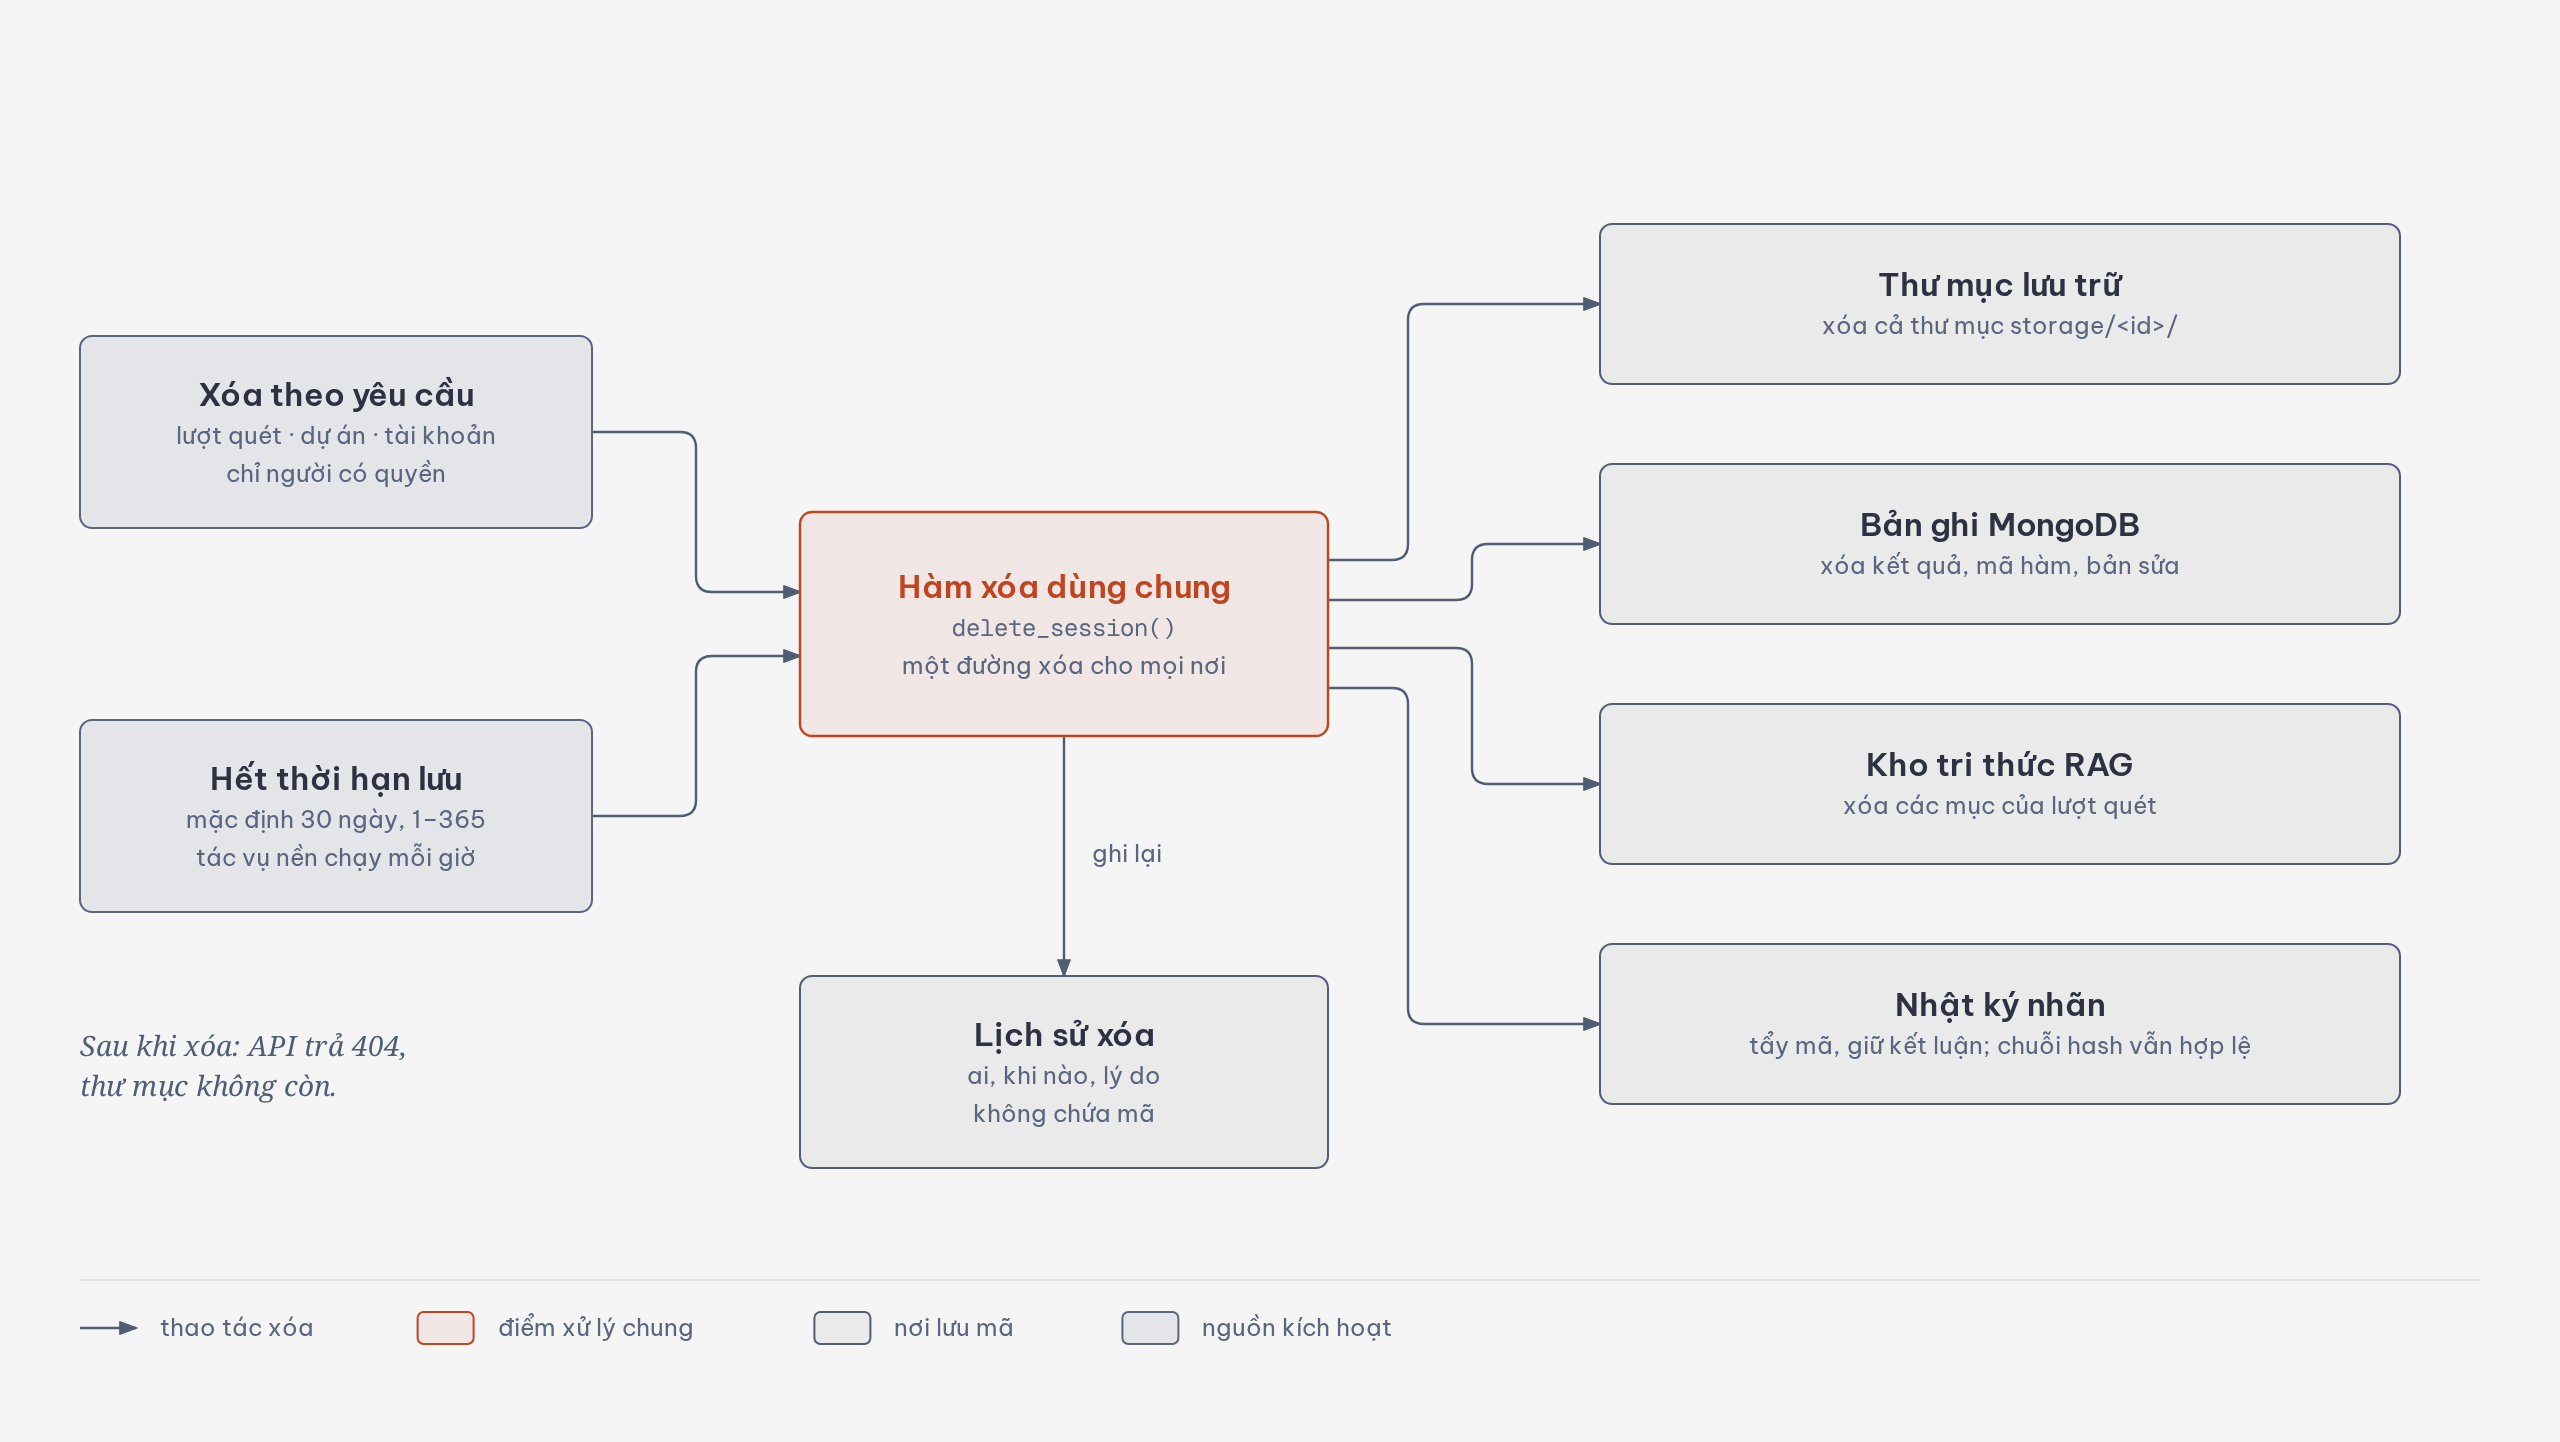 Xóa theo yêu cầu
lượt quét · dự án · tài khoản
chỉ người có quyền
Hết thời hạn lưu
mặc định 30 ngày, 1–365
tác vụ nền chạy mỗi giờ
Sau khi xóa: API trả 404,
thư mục không còn.
Hàm xóa dùng chung
delete_session()
một đường xóa cho mọi nơi
ghi lại
Lịch sử xóa
ai, khi nào, lý do
không chứa mã
Thư mục lưu trữ
xóa cả thư mục storage/<id>/
Bản ghi MongoDB
xóa kết quả, mã hàm, bản sửa
Kho tri thức RAG
xóa các mục của lượt quét
Nhật ký nhãn
tẩy mã, giữ kết luận; chuỗi hash vẫn hợp lệ
thao tác xóa
điểm xử lý chung
nơi lưu mã
nguồn kích hoạt